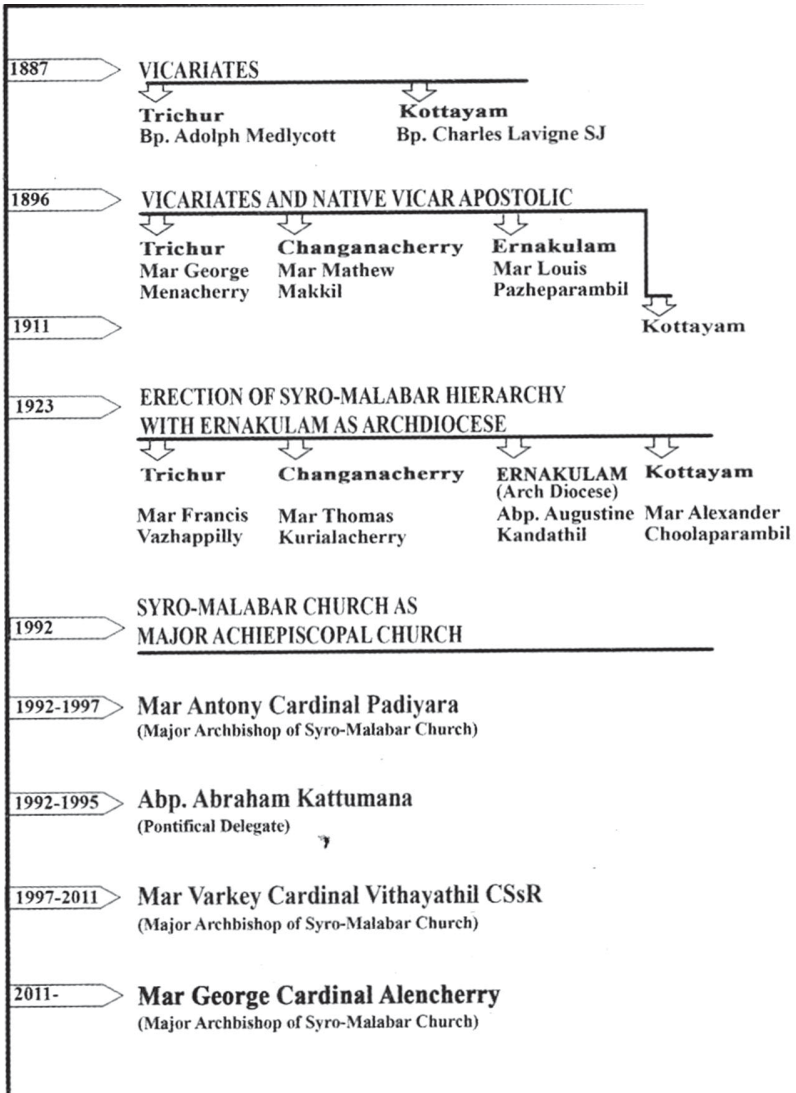 1887
VICARIATES
Trichur Kottayam
Bp. Adolph Medlycott Bp. Charles Lavigne SJ
1896
VICARIATES AND NATIVE VICAR APOSTOLIC
Trichur Changanacherry Ernakulam
Mar George Mar Mathew Mar Louis
Menacherry Makkil Pazheparambil
1911
Kottayam
1923
ERECTION OF SYRO-MALABAR HIERARCHY
WITH ERNAKULAM AS ARCHDIOCESE
Trichur Changanacherry ERNAKULAM Kottayam
(Arch Diocese)
Mar Francis Mar Thomas Abp. Augustine Mar Alexander
Vazhappilly Kurialacherry Kandathil Choolaparambil
1992
SYRO-MALABAR CHURCH AS
MAJOR ACHIEPISCOPAL CHURCH
1992-1997 Mar Antony Cardinal Padiyara
(Major Archbishop of Syro-Malabar Church)
1992-1995 Abp. Abraham Kattumana
(Pontifical Delegate)
1997-2011 Mar Varkey Cardinal Vithayathil CSsR
(Major Archbishop of Syro-Malabar Church)
2011- Mar George Cardinal Alencherry
(Major Archbishop of Syro-Malabar Church)